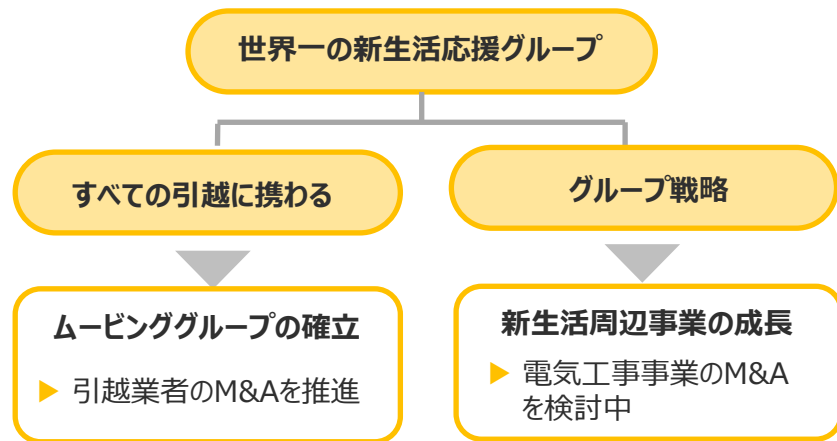 世界一の新生活応援グループ
すべての引越に携わる
グループ戦略
ムービンググループの確立
▶ 引越業者のM&Aを推進
新生活周辺事業の成長
▶ 電気工事事業のM&A
を検討中